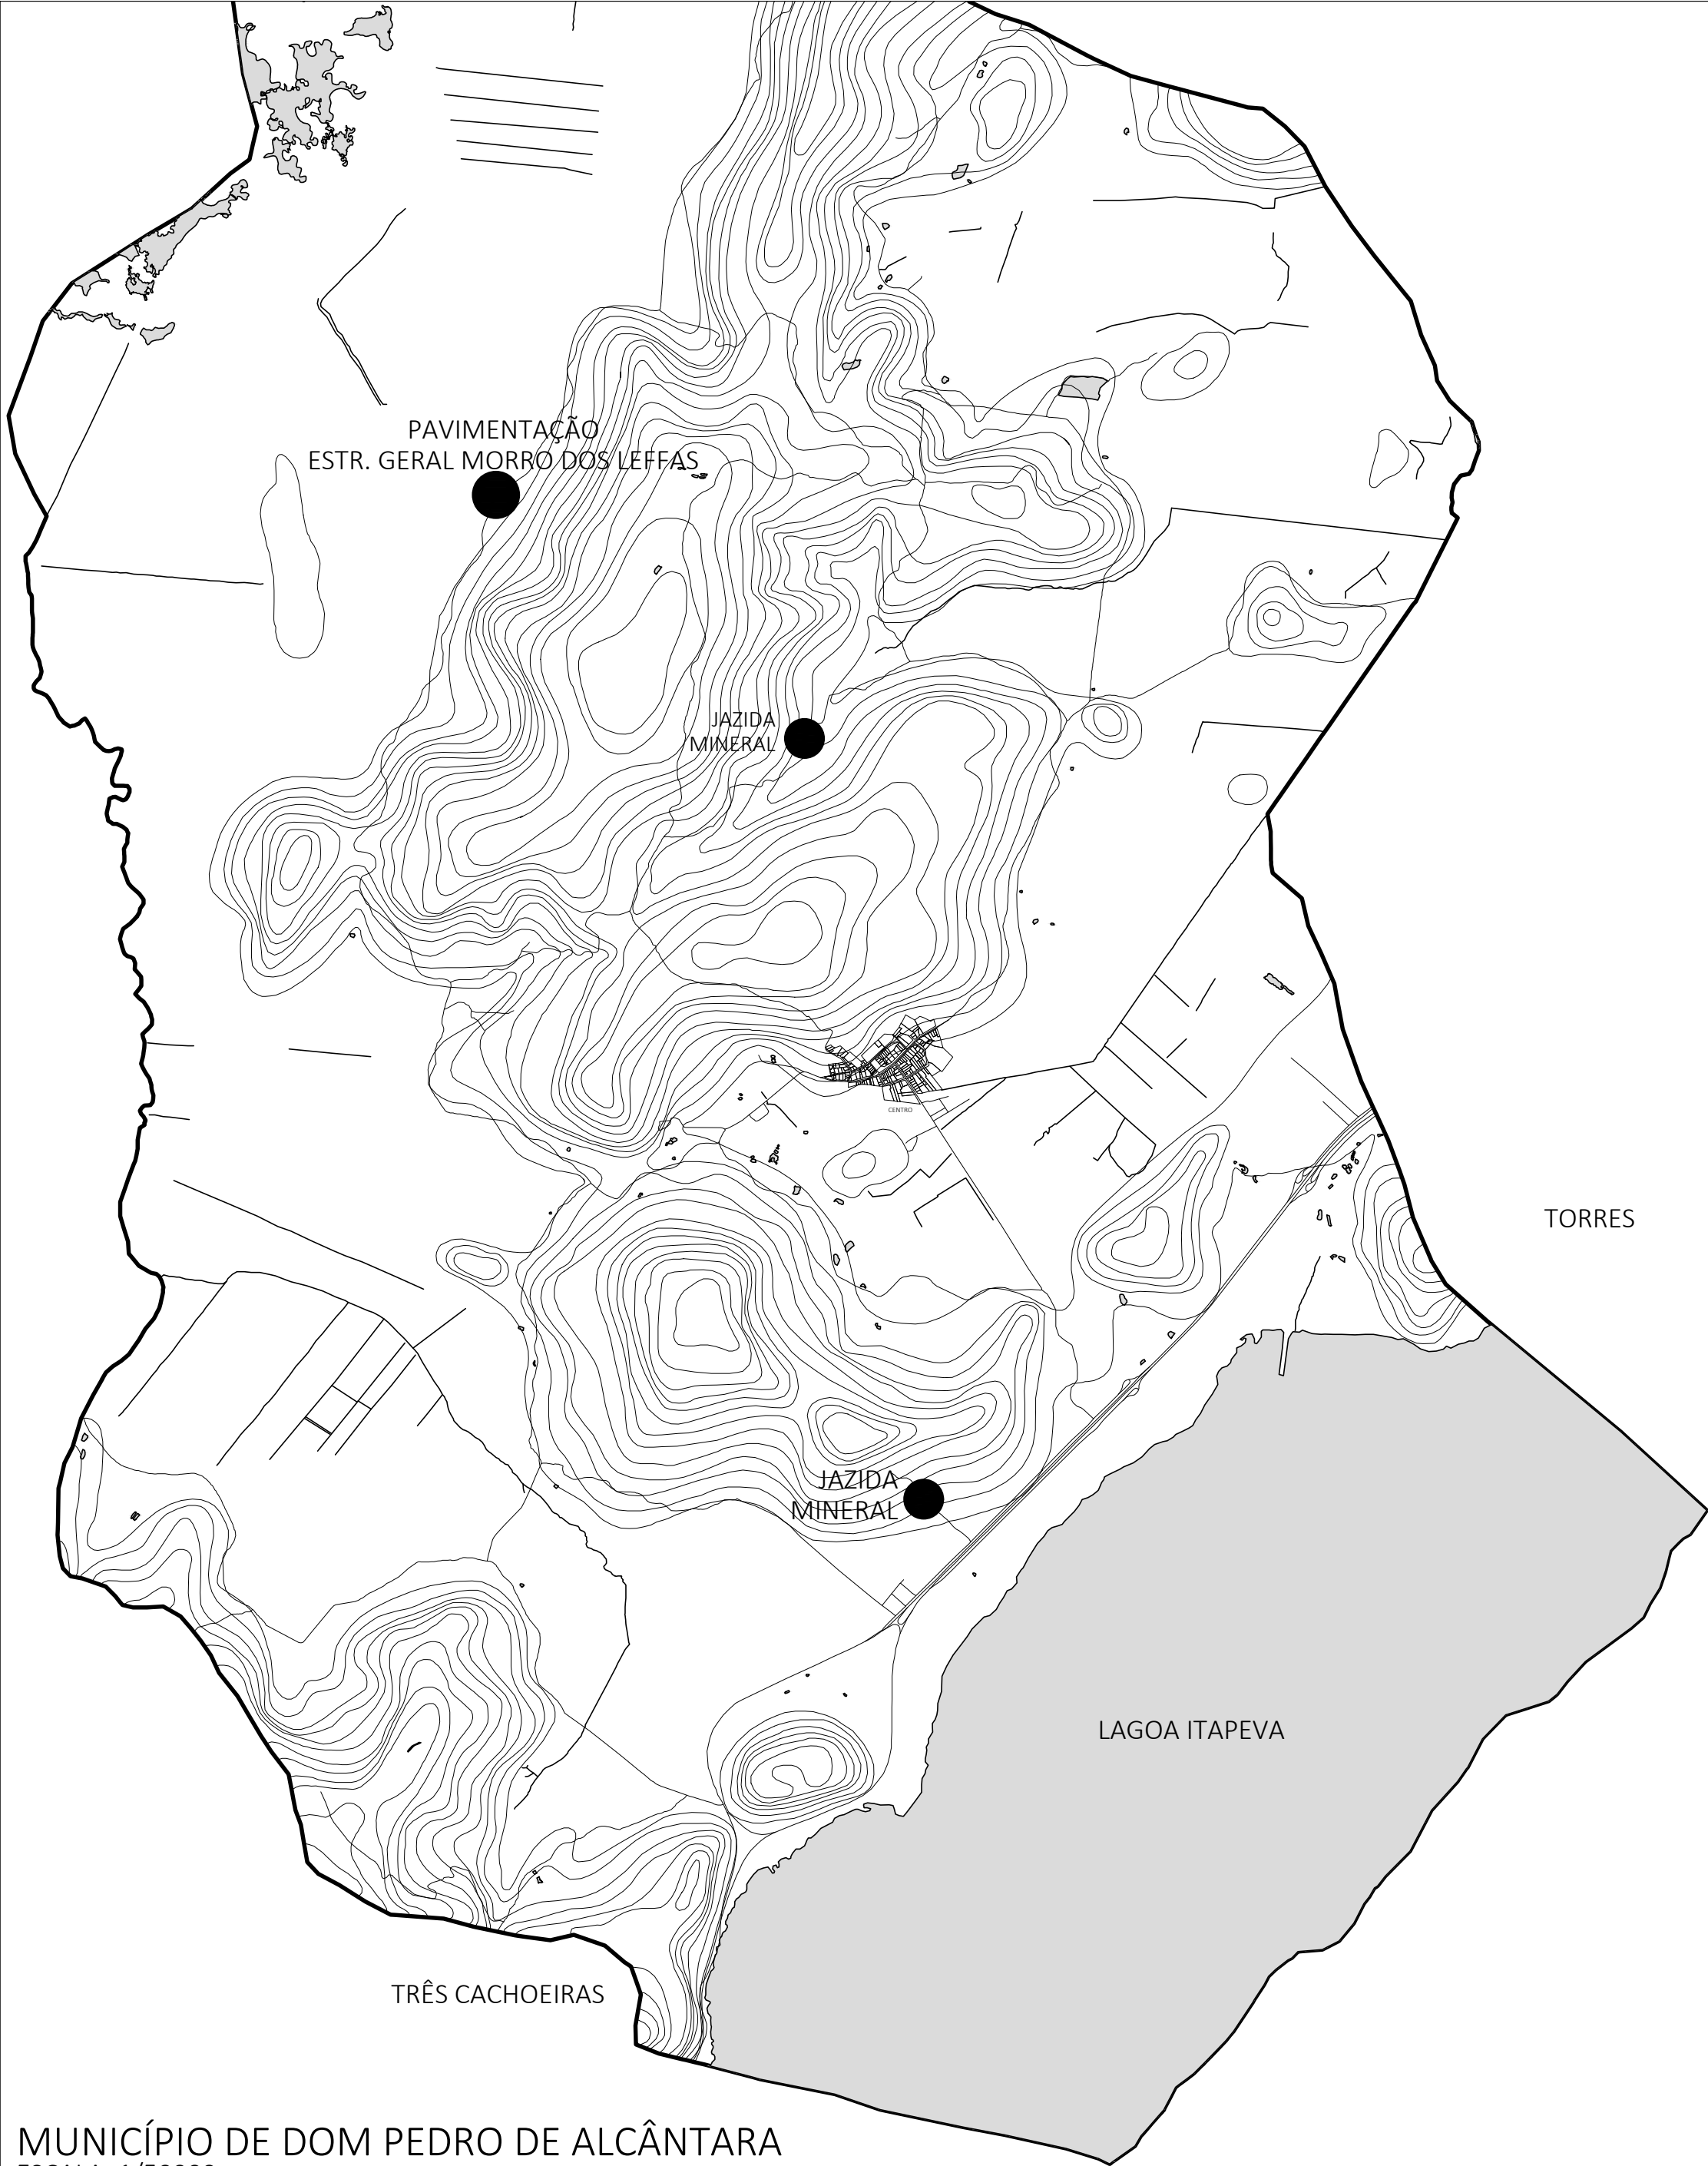 PAVIMENTAÇÃO
ESTR. GERAL MORRO DOS LEFFAS
JAZIDA
MINERAL
CENTRO
TORRES
JAZIDA
MINERAL
LAGOA ITAPEVA
TRÊS CACHOEIRAS
MUNICÍPIO DE DOM PEDRO DE ALCÂNTARA